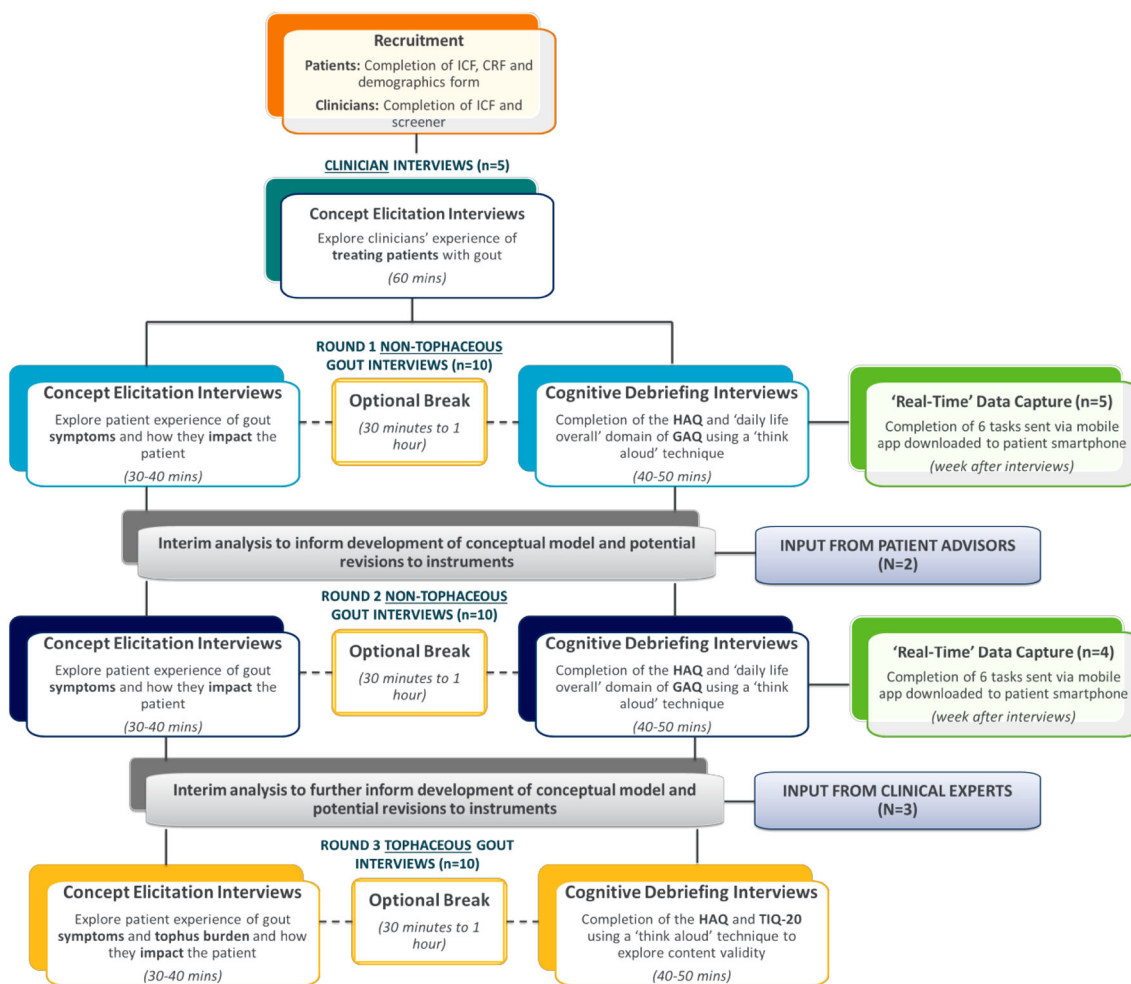 Recruitment
Patients: Completion of ICF, CRF and
demographics form
Clinicians: Completion of ICF and
screener
CLINICIAN INTERVIEWS (n=5)
Concept Elicitation Interviews
Explore clinicians' experience of
treating patients with gout
(60 mins)
ROUND 1 NON-TOPHACEOUS
GOUT INTERVIEWS (n=10)
Concept Elicitation Interviews
Explore patient experience of gout
symptoms and how they impact the
patient
(30-40 mins)
Optional Break
(30 minutes to 1
hour)
Cognitive Debriefing Interviews
Completion of the HAQ and 'daily life
overall' domain of GAQ using a 'think
aloud' technique
(40-50 mins)
'Real-Time' Data Capture (n=5)
Completion of 6 tasks sent via mobile
app downloaded to patient smartphone
(week after interviews)
Interim analysis to inform development of conceptual model and potential
revisions to instruments
INPUT FROM PATIENT ADVISORS
(N=2)
ROUND 2 NON-TOPHACEOUS
GOUT INTERVIEWS (n=10)
Concept Elicitation Interviews
Explore patient experience of gout
symptoms and how they impact the
patient
(30-40 mins)
Optional Break
(30 minutes to 1
hour)
Cognitive Debriefing Interviews
Completion of the HAQ and 'daily life
overall' domain of GAQ using a 'think
aloud' technique
(40-50 mins)
'Real-Time' Data Capture (n=4)
Completion of 6 tasks sent via mobile
app downloaded to patient smartphone
(week after interviews)
Interim analysis to further inform development of conceptual model and
potential revisions to instruments
INPUT FROM CLINICAL EXPERTS
(N=3)
ROUND 3 TOPHACEOUS GOUT
INTERVIEWS (n=10)
Concept Elicitation Interviews
Explore patient experience of gout
symptoms and tophus burden and how
they impact the patient
(30-40 mins)
Optional Break
(30 minutes to 1
hour)
Cognitive Debriefing Interviews
Completion of the HAQ and TIQ-20
using a 'think aloud' technique to
explore content validity
(40-50 mins)